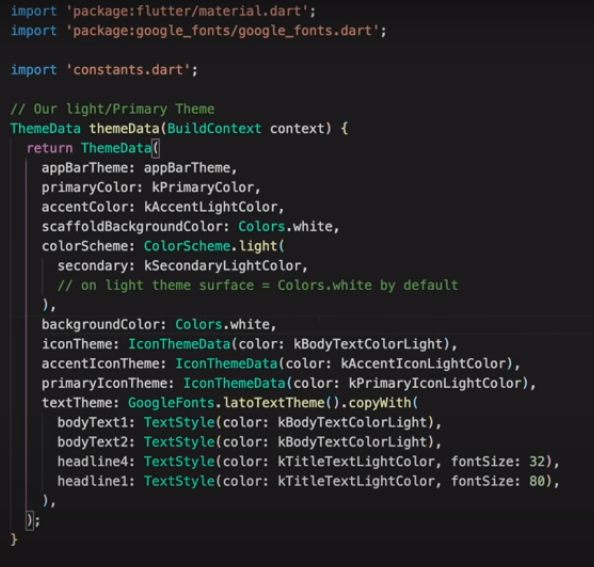 import 'package:flutter/material.dart';
import 'package:google_fonts/google_fonts.dart';

import 'constants.dart';

// Our light/Primary Theme
ThemeData themeData(BuildContext context) {
  return ThemeData(
    appBarTheme: appBarTheme,
    primaryColor: kPrimaryColor,
    accentColor: kAccentLightColor,
    scaffoldBackgroundColor: Colors.white,
    colorScheme: ColorScheme.light(
      secondary: kSecondaryLightColor,
      // on light theme surface = Colors.white by default
    ),
    backgroundColor: Colors.white,
    iconTheme: IconThemeData(color: kBodyTextColorLight),
    accentIconTheme: IconThemeData(color: kAccentIconLightColor),
    primaryIconTheme: IconThemeData(color: kPrimaryIconLightColor),
    textTheme: GoogleFonts.latoTextTheme().copyWith(
      bodyText1: TextStyle(color: kBodyTextColorLight),
      bodyText2: TextStyle(color: kBodyTextColorLight),
      headline4: TextStyle(color: kTitleTextLightColor, fontSize: 32),
      headline1: TextStyle(color: kTitleTextLightColor, fontSize: 80),
    ),
  );
}